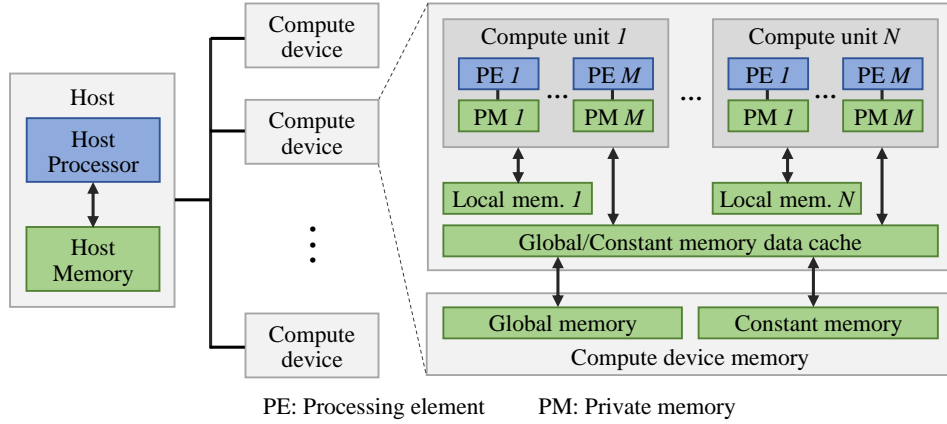 Host
Host
Processor
Host
Memory
Compute
device
Compute
device
Compute
device
Compute unit 1
PE 1
PE M
PM 1
PM M
...
...
Compute unit N
PE 1
PE M
PM 1
PM M
...
Local mem. 1
Local mem. N
Global/Constant memory data cache
Global memory
Constant memory
Compute device memory
PE: Processing element
PM: Private memory